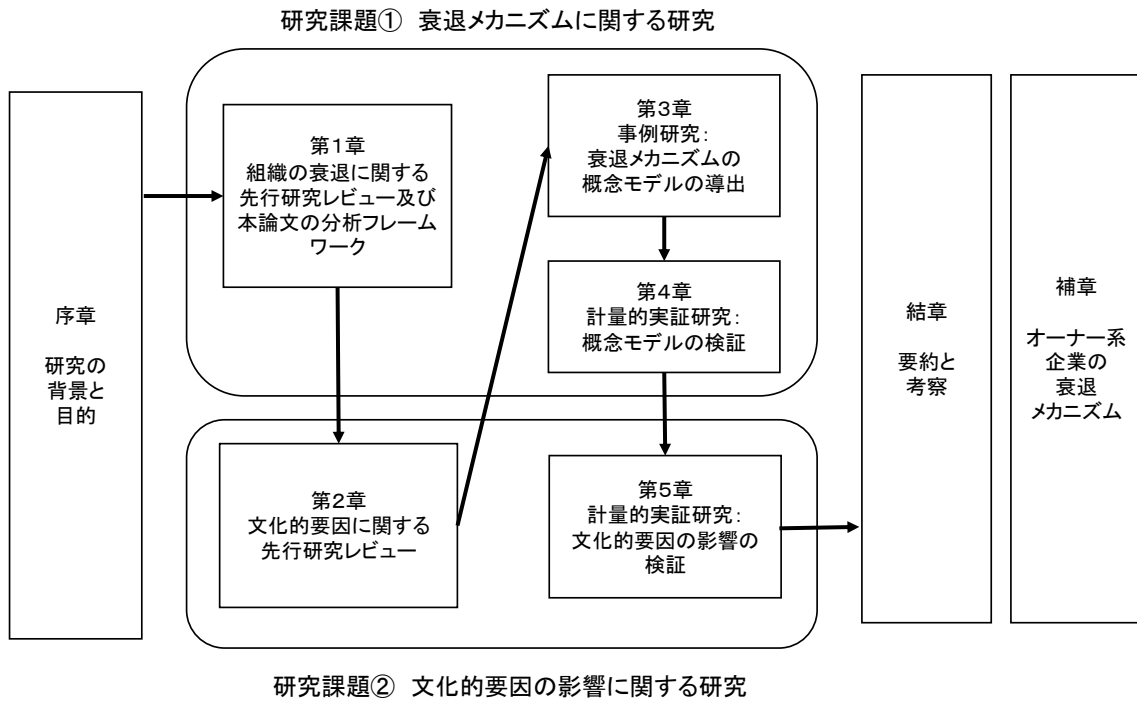 研究課題① 衰退メカニズムに関する研究
序章
研究の
背景と
目的
第1章
組織の衰退に関する
先行研究レビュー及び
本論文の分析フレーム
ワーク
第2章
文化的要因に関する
先行研究レビュー
第3章
事例研究:
衰退メカニズムの
概念モデルの導出
第4章
計量的実証研究:
概念モデルの検証
第5章
計量的実証研究:
文化的要因の影響の
検証
結章
要約と
考察
補章
オーナー系
企業の
衰退
メカニズム
研究課題② 文化的要因の影響に関する研究